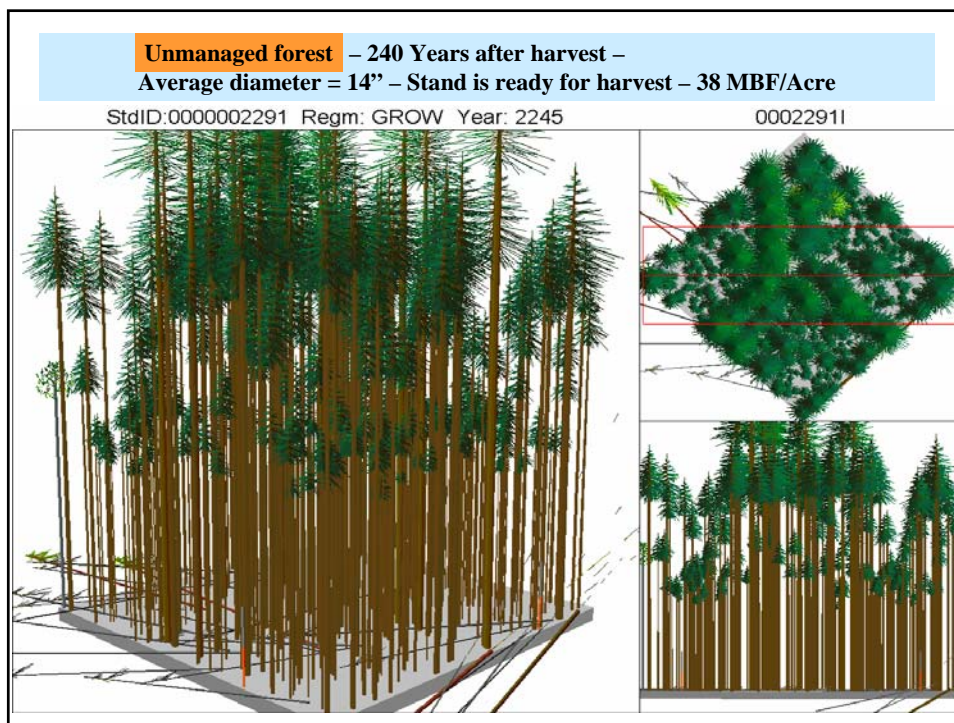 Unmanaged forest – 240 Years after harvest –
Average diameter = 14” – Stand is ready for harvest – 38 MBF/Acre
StdID:0000002291 Regm: GROW Year: 2245
0002291I